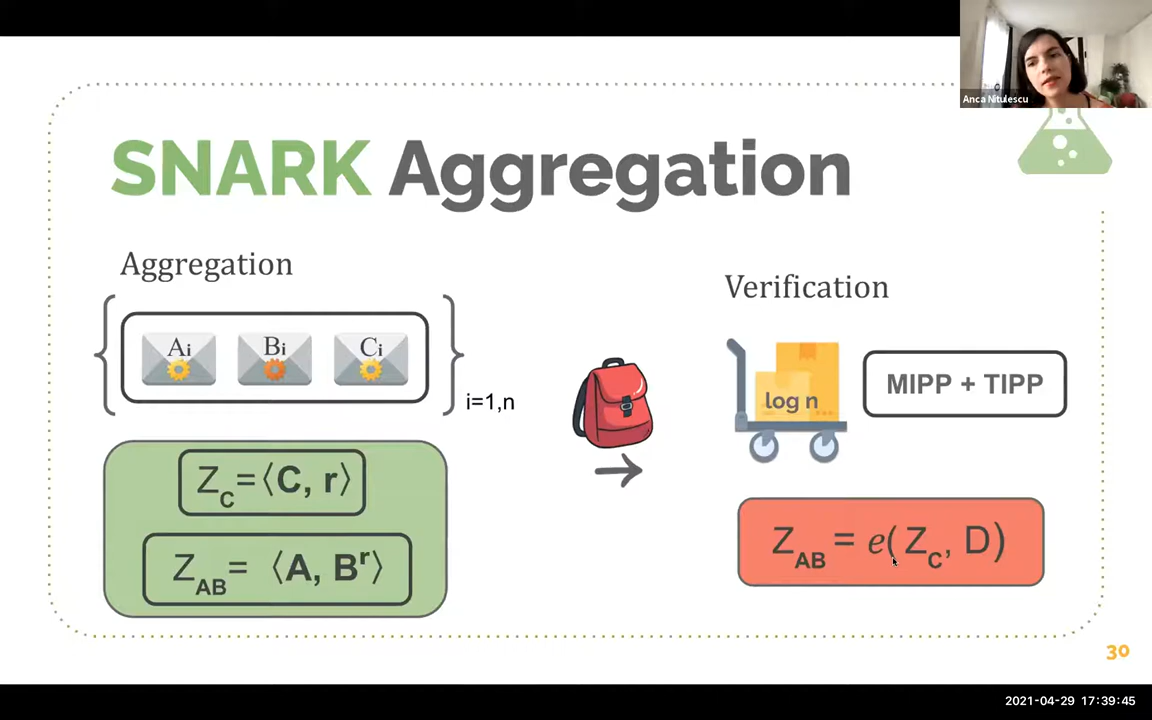 Anca Nitulescu
SNARK Aggregation
Aggregation
Ai Bi Ci
i=1,n
Z_C=⟨C, r⟩
Z_AB= ⟨A, B^r⟩
Verification
log n
MIPP + TIPP
Z_AB = e(Z_C, D)
30
2021-04-29 17:39:45